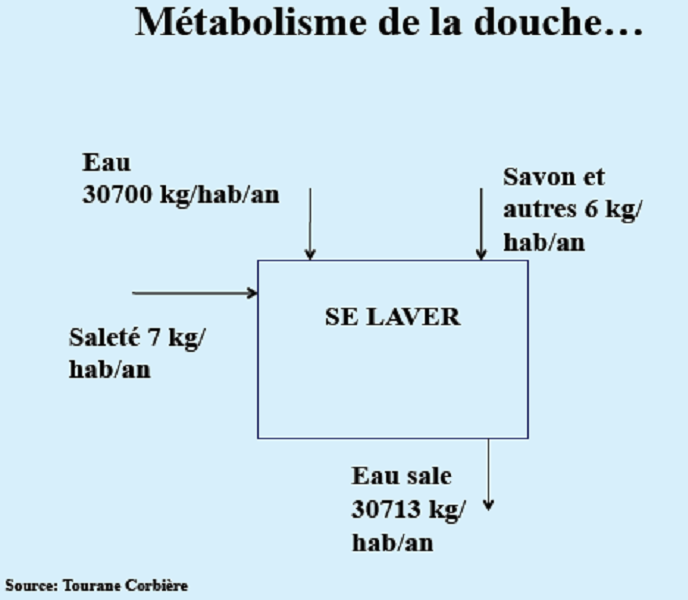 Métabolisme de la douche...
Eau
30700 kg/hab/an
Savon et
autres 6 kg/
hab/an
SE LAVER
Saleté 7 kg/
hab/an
Eau sale
30713 kg/
hab/an
Source: Tourane Corbière